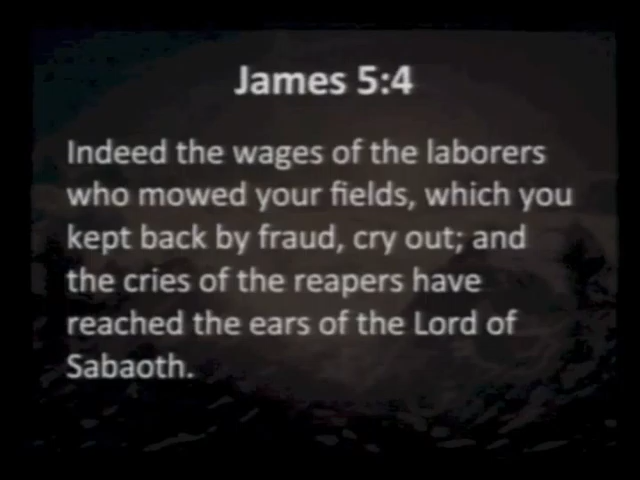 James 5:4
Indeed the wages of the laborers
who mowed your fields, which you
kept back by fraud, cry out; and
the cries of the reapers have
reached the ears of the Lord of
Sabaoth.